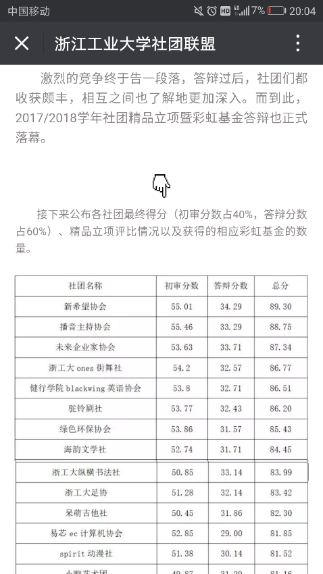 中国移动 HD 7% 20:04
浙江工业大学社团联盟
激烈的竞争终于告一段落，答辩过后，社团们都
收获颇丰，相互之间也了解地更加深入。而到此，
2017/2018学年社团精品立项暨彩虹基金答辩也正式
落幕。
接下来公布各社团最终得分（初审分数占40%，答辩分数
占60%）、精品立项评比情况以及获得的相应彩虹基金的数
量。
社团名称 初审分数 答辩分数 总分
新希望协会 55.01 34.29 89.30
播音主持协会 55.46 33.29 88.75
未来企业家协会 53.63 33.71 87.34
浙工大 ones 街舞社 54.2 32.57 86.77
健行学院 blackwing 英语协会 53.8 32.71 86.51
驼铃刷社 53.77 32.43 86.20
绿色环保协会 53.86 31.57 85.43
海韵文学社 52.74 31.71 84.45
浙工大纵横书法社 50.85 33.14 83.99
浙工大足协 51.28 32.14 83.42
呆萌吉他社 50.45 31.86 82.30
易芯 ec 计算机协会 52.85 29.00 81.85
spirit 动漫社 51.38 30.14 81.52